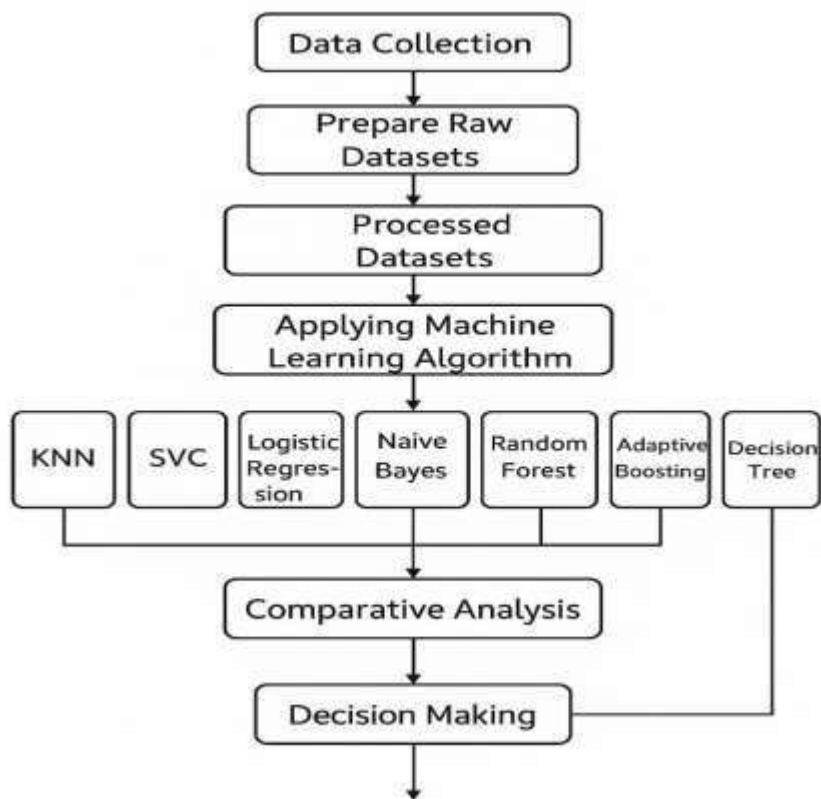 Data Collection
Prepare Raw
Datasets
Processed
Datasets
Applying Machine
Learning Algorithm
KNN
SVC
Logistic
Regres-
sion
Naive
Bayes
Random
Forest
Adaptive
Boosting
Decision
Tree
Comparative Analysis
Decision Making